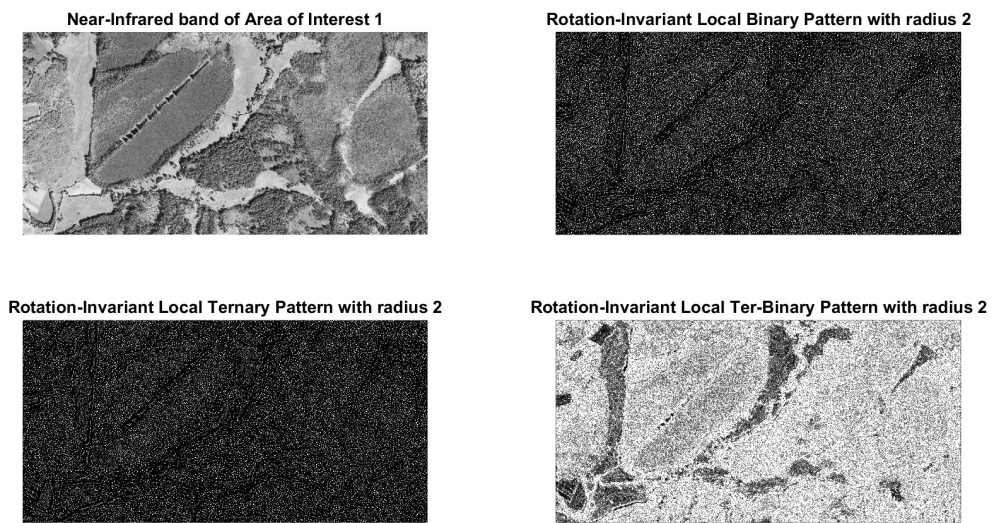 Near-Infrared band of Area of Interest 1
Rotation-Invariant Local Binary Pattern with radius 2
Rotation-Invariant Local Ternary Pattern with radius 2
Rotation-Invariant Local Ter-Binary Pattern with radius 2